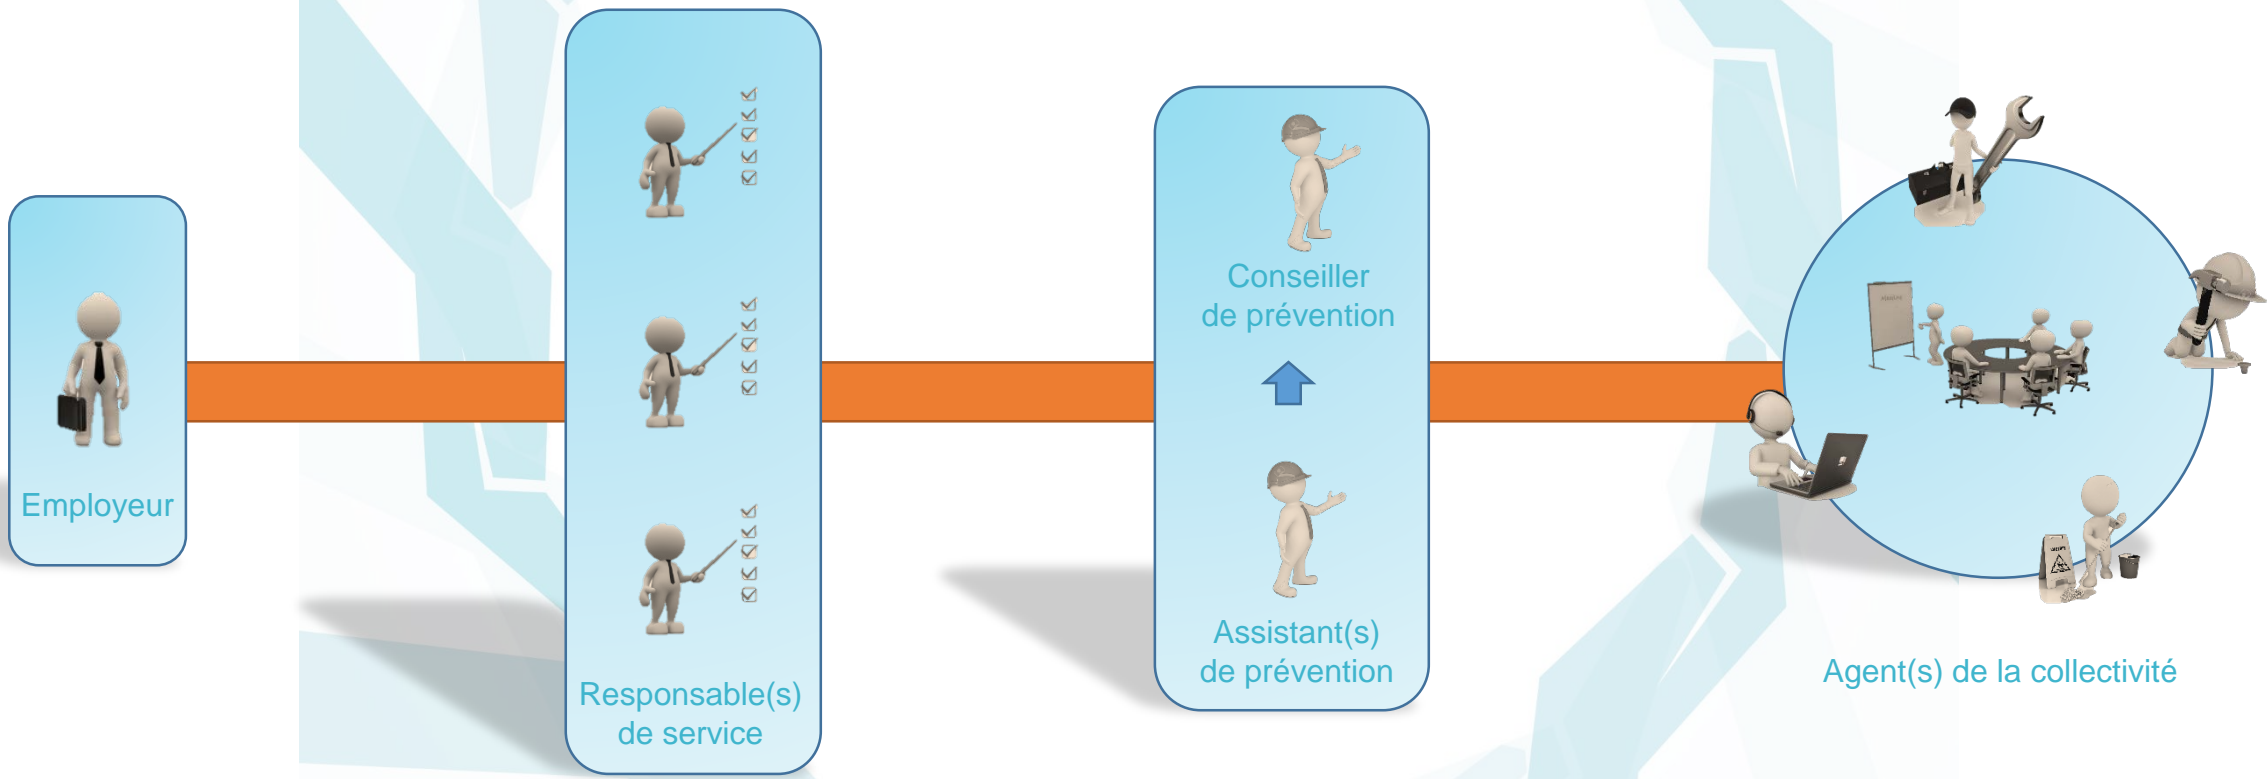 Employeur
Responsable(s)
de service
Conseiller
de prévention
Assistant(s)
de prévention
Agent(s) de la collectivité